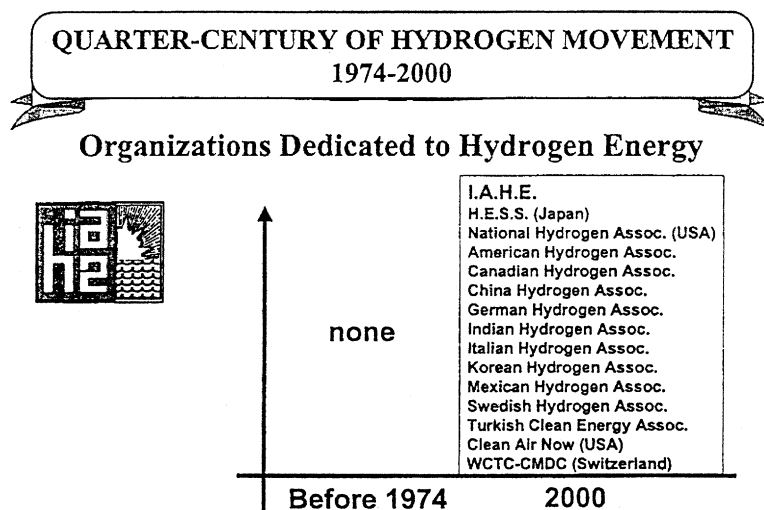 QUARTER-CENTURY OF HYDROGEN MOVEMENT
1974-2000
Organizations Dedicated to Hydrogen Energy
iahe
none
I.A.H.E.
H.E.S.S. (Japan)
National Hydrogen Assoc. (USA)
American Hydrogen Assoc.
Canadian Hydrogen Assoc.
China Hydrogen Assoc.
German Hydrogen Assoc.
Indian Hydrogen Assoc.
Italian Hydrogen Assoc.
Korean Hydrogen Assoc.
Mexican Hydrogen Assoc.
Swedish Hydrogen Assoc.
Turkish Clean Energy Assoc.
Clean Air Now (USA)
WCTC-CMDC (Switzerland)
Before 1974
2000